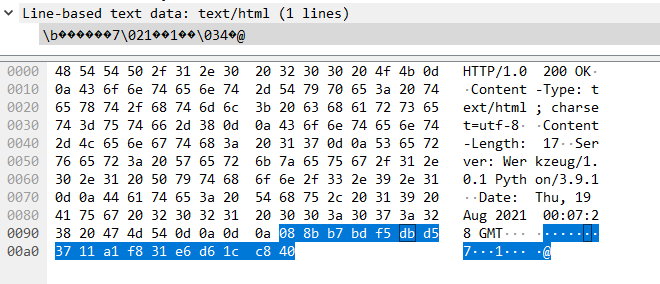 Line-based text data: text/html (1 lines)
\b������7\021��1��\034�@
0000 48 54 54 50 2f 31 2e 30 20 32 30 30 20 4f 4b 0d HTTP/1.0 200 OK·
0010 0a 43 6f 6e 74 65 6e 74 2d 54 79 70 65 3a 20 74 ·Content -Type: t
0020 65 78 74 2f 68 74 6d 6c 3b 20 63 68 61 72 73 65 ext/html ; charse
0030 74 3d 75 74 66 2d 38 0d 0a 43 6f 6e 74 65 6e 74 t=utf-8· ·Content
0040 2d 4c 65 6e 67 74 68 3a 20 31 37 0d 0a 53 65 72 -Length: 17··Ser
0050 76 65 72 3a 20 57 65 72 6b 7a 65 75 67 2f 31 2e ver: Wer kzeug/1.
0060 30 2e 31 20 50 79 74 68 6f 6e 2f 33 2e 39 2e 31 0.1 Pyth on/3.9.1
0070 0d 0a 44 61 74 65 3a 20 54 68 75 2c 20 31 39 20 ··Date: Thu, 19
0080 41 75 67 20 32 30 32 31 20 30 30 3a 30 37 3a 32 Aug 2021 00:07:2
0090 38 20 47 4d 54 0d 0a 0d 0a 08 8b b7 bd f5 db d5 8 GMT··· ········
00a0 37 11 a1 f8 31 e6 d6 1c c8 40 7···1··· ·@